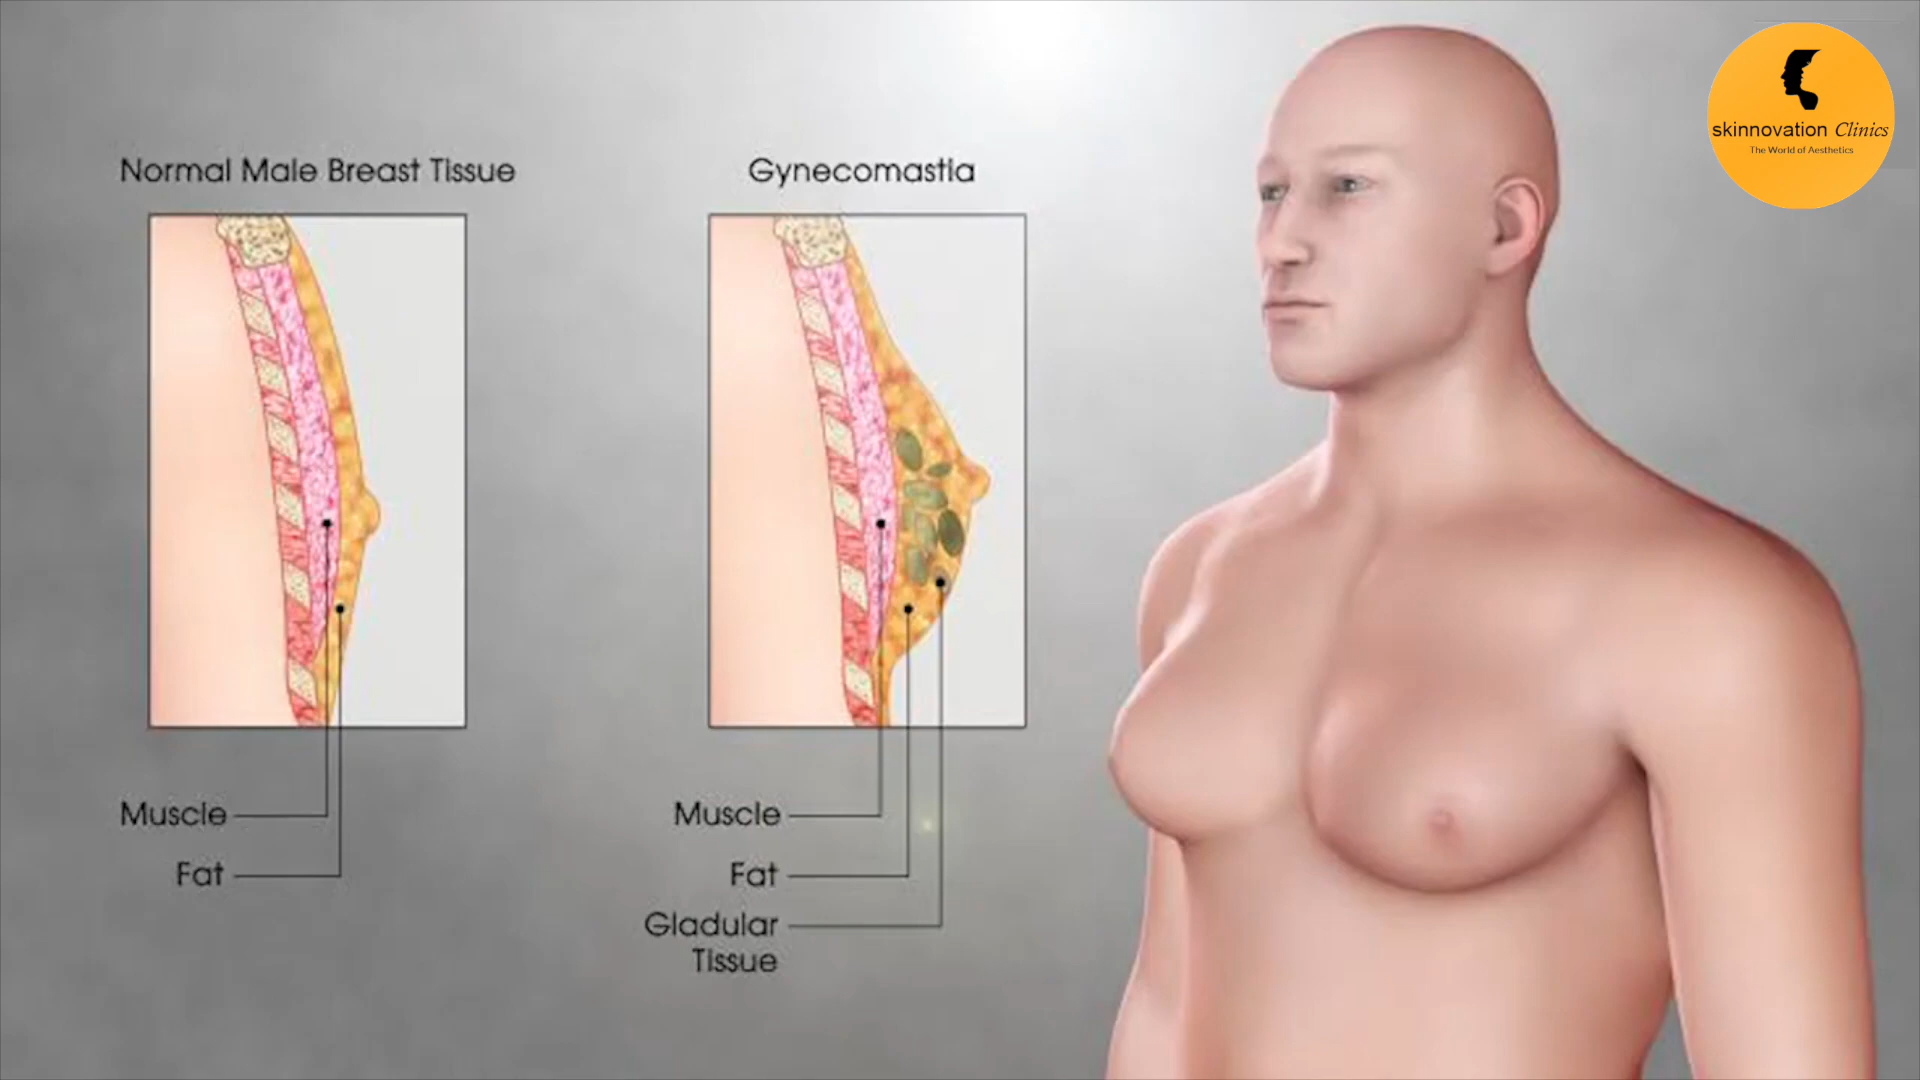 Normal Male Breast Tissue
Gynecomastia
skinnovation Clinics
The World of Aesthetics
Muscle
Fat
Muscle
Fat
Gladular
Tissue